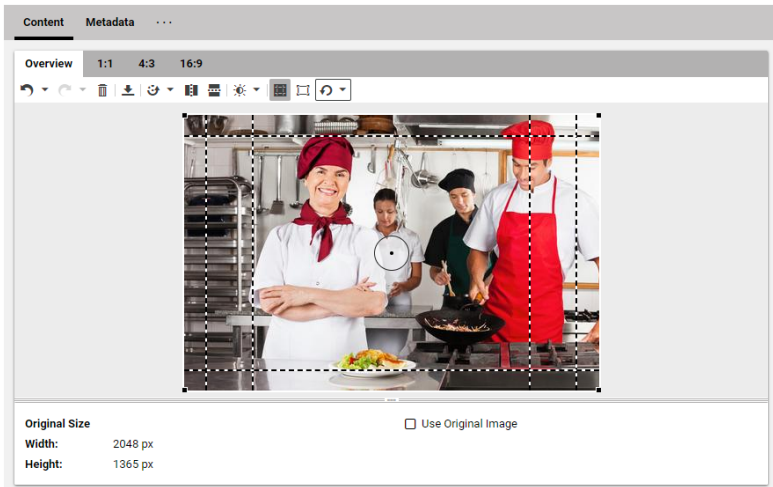 Content Metadata ...
Overview 1:1 4:3 16:9
Original Size
Use Original Image
Width: 2048 px
Height: 1365 px